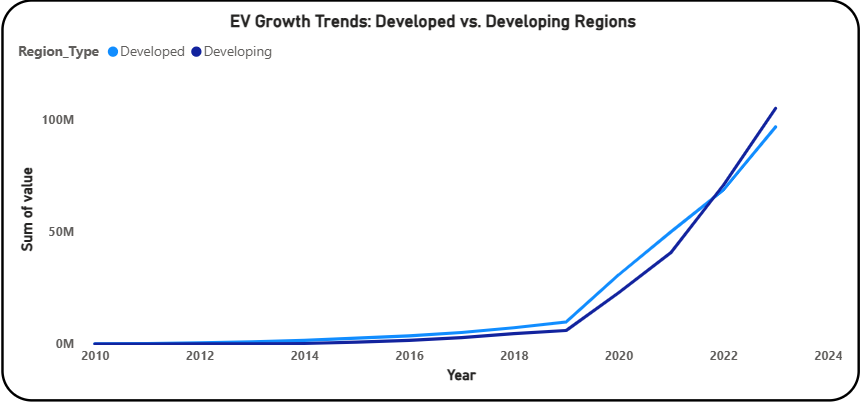 EV Growth Trends: Developed vs. Developing Regions
Region_Type Developed Developing
100M
50M
0M
Sum of value
2010 2012 2014 2016 2018 2020 2022 2024
Year